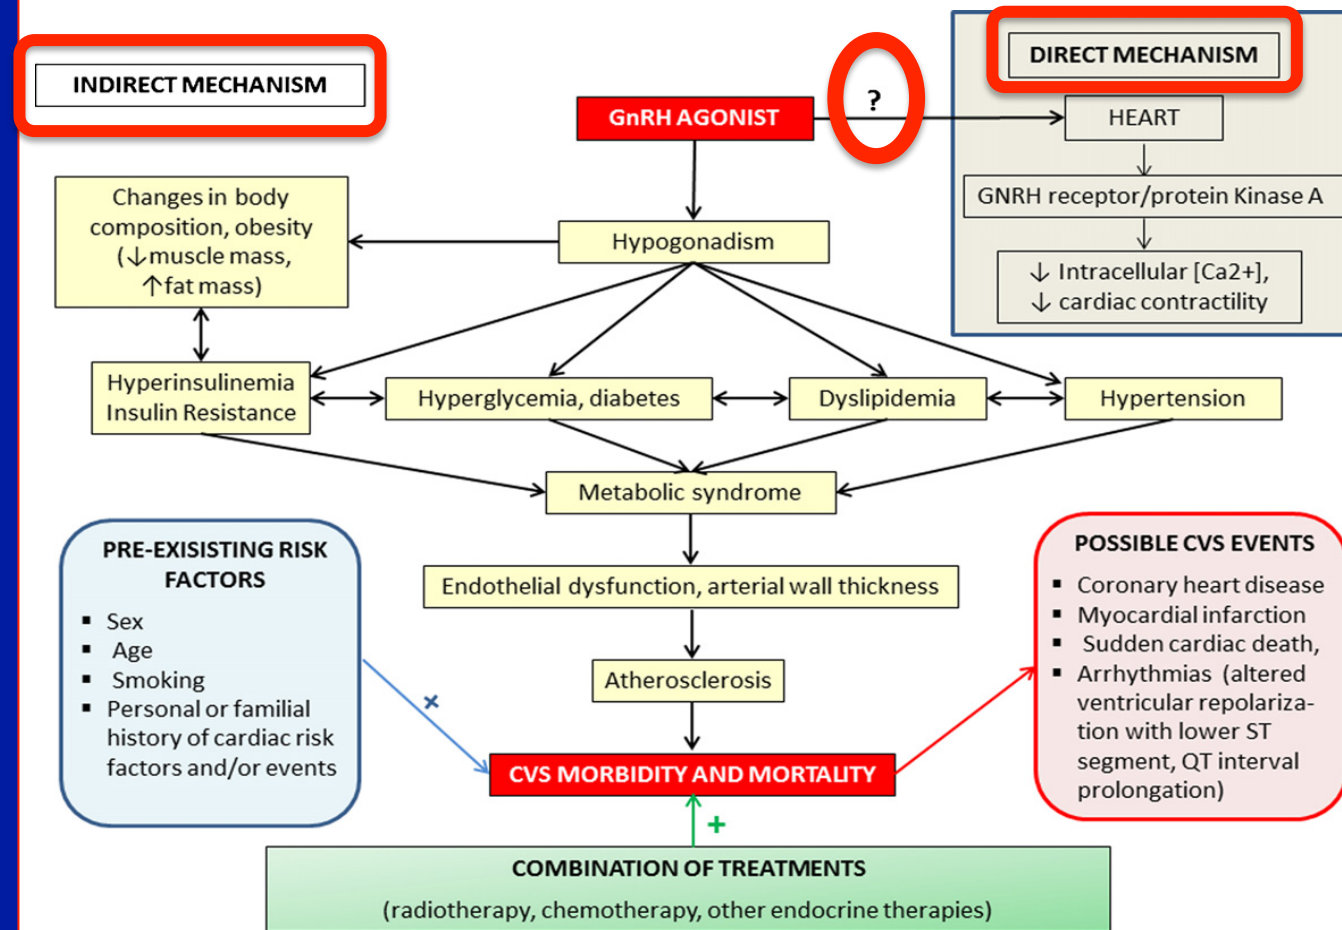 INDIRECT MECHANISM
DIRECT MECHANISM
?
GnRH AGONIST
HEART
GNRH receptor/protein Kinase A
↓ Intracellular [Ca2+],
↓ cardiac contractility
Changes in body
composition, obesity
(↓muscle mass,
↑fat mass)
Hypogonadism
Hyperinsulinemia
Insulin Resistance
Hyperglycemia, diabetes
Dyslipidemia
Hypertension
Metabolic syndrome
Endothelial dysfunction, arterial wall thickness
Atherosclerosis
PRE-EXISISTING RISK
FACTORS
▪ Sex
▪ Age
▪ Smoking
▪ Personal or familial
history of cardiac risk
factors and/or events
+
CVS MORBIDITY AND MORTALITY
POSSIBLE CVS EVENTS
▪ Coronary heart disease
▪ Myocardial infarction
▪ Sudden cardiac death,
▪ Arrhythmias (altered
ventricular repolariza-
tion with lower ST
segment, QT interval
prolongation)
+
COMBINATION OF TREATMENTS
(radiotherapy, chemotherapy, other endocrine therapies)